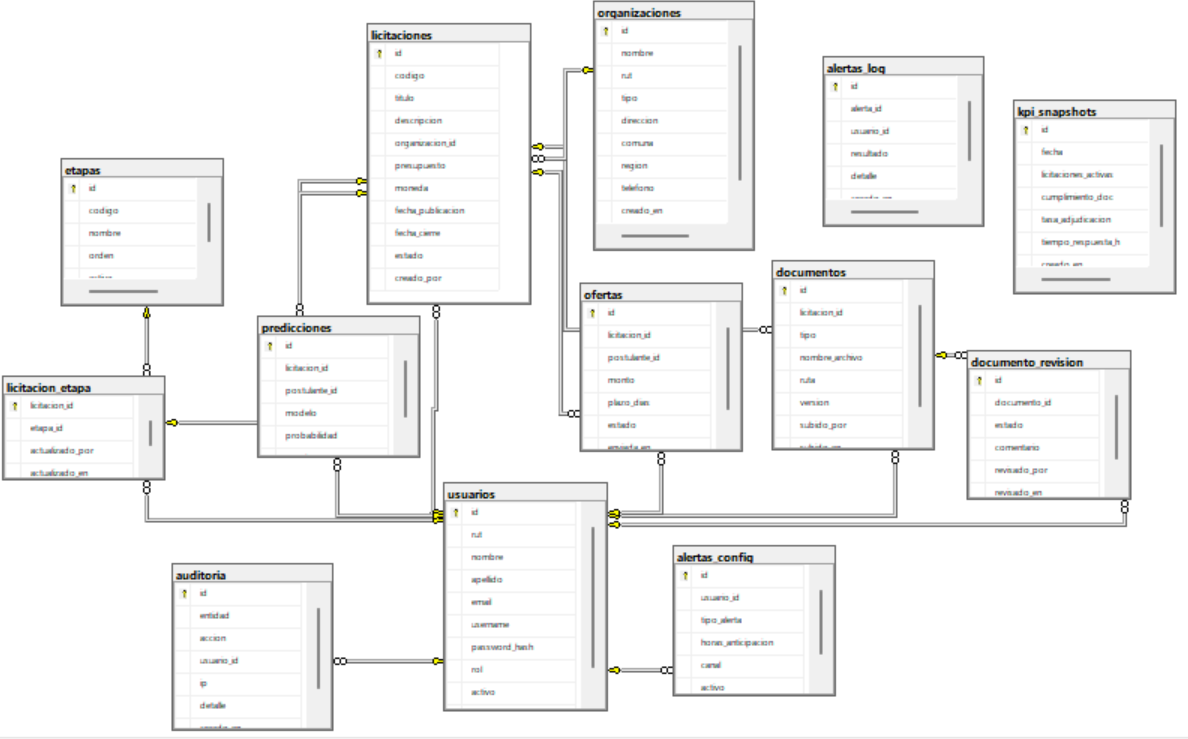 organizaciones
id
nombre
rut
tipo
direccion
comuna
region
telefono
creado_en
licitaciones
id
codigo
titulo
descripcion
organizacion_id
presupuesto
moneda
fecha_publicacion
fecha_cierre
estado
creado_por
alertas_log
id
alerta_id
usuario_id
resultado
detalle
kpi_snapshots
id
fecha
licitaciones_activas
cumplimiento_doc
tasa_adjudicacion
tiempo_respuesta_h
creado_en
etapas
id
codigo
nombre
orden
documentos
id
licitacion_id
tipo
nombre_archivo
ruta
version
subido_por
subido_en
ofertas
id
licitacion_id
postulante_id
monto
plazo_dias
estado
enviada_en
predicciones
id
licitacion_id
postulante_id
modelo
probabilidad
documento_revision
id
documento_id
estado
comentario
revisado_por
revisado_en
licitacion_etapa
licitacion_id
etapa_id
actualizado_por
actualizado_en
usuarios
id
rut
nombre
apellido
email
username
password_hash
rol
activo
alertas_config
id
usuario_id
tipo_alerta
horas_anticipacion
canal
activo
auditoria
id
entidad
accion
usuario_id
ip
detalle